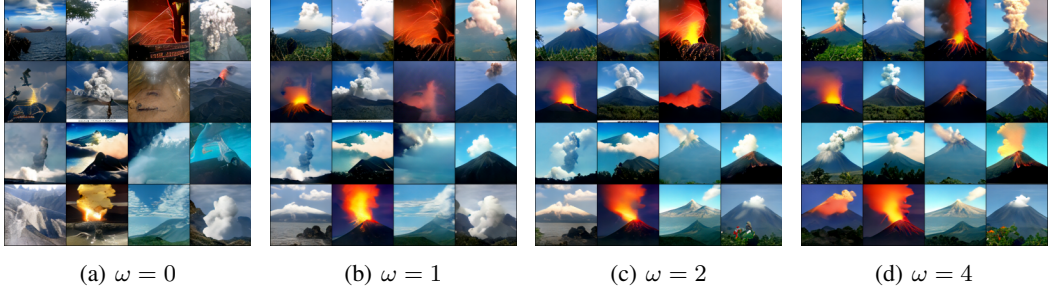 (a) ω = 0
(b) ω = 1
(c) ω = 2
(d) ω = 4